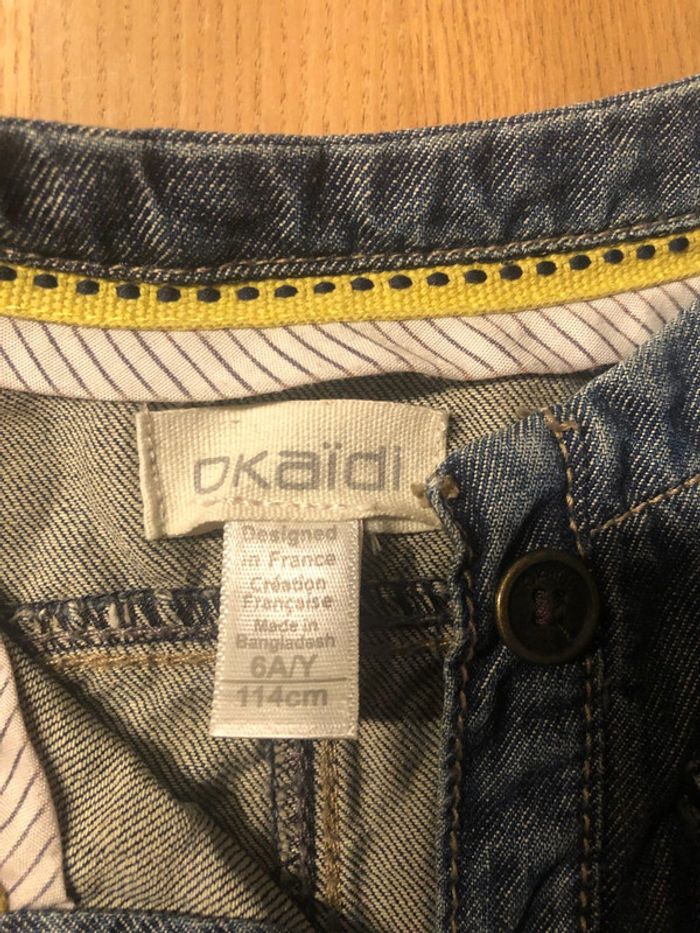 OKaïdi
Designed
in France
Création
Française
Made in
Bangladesh
6A/Y
114cm